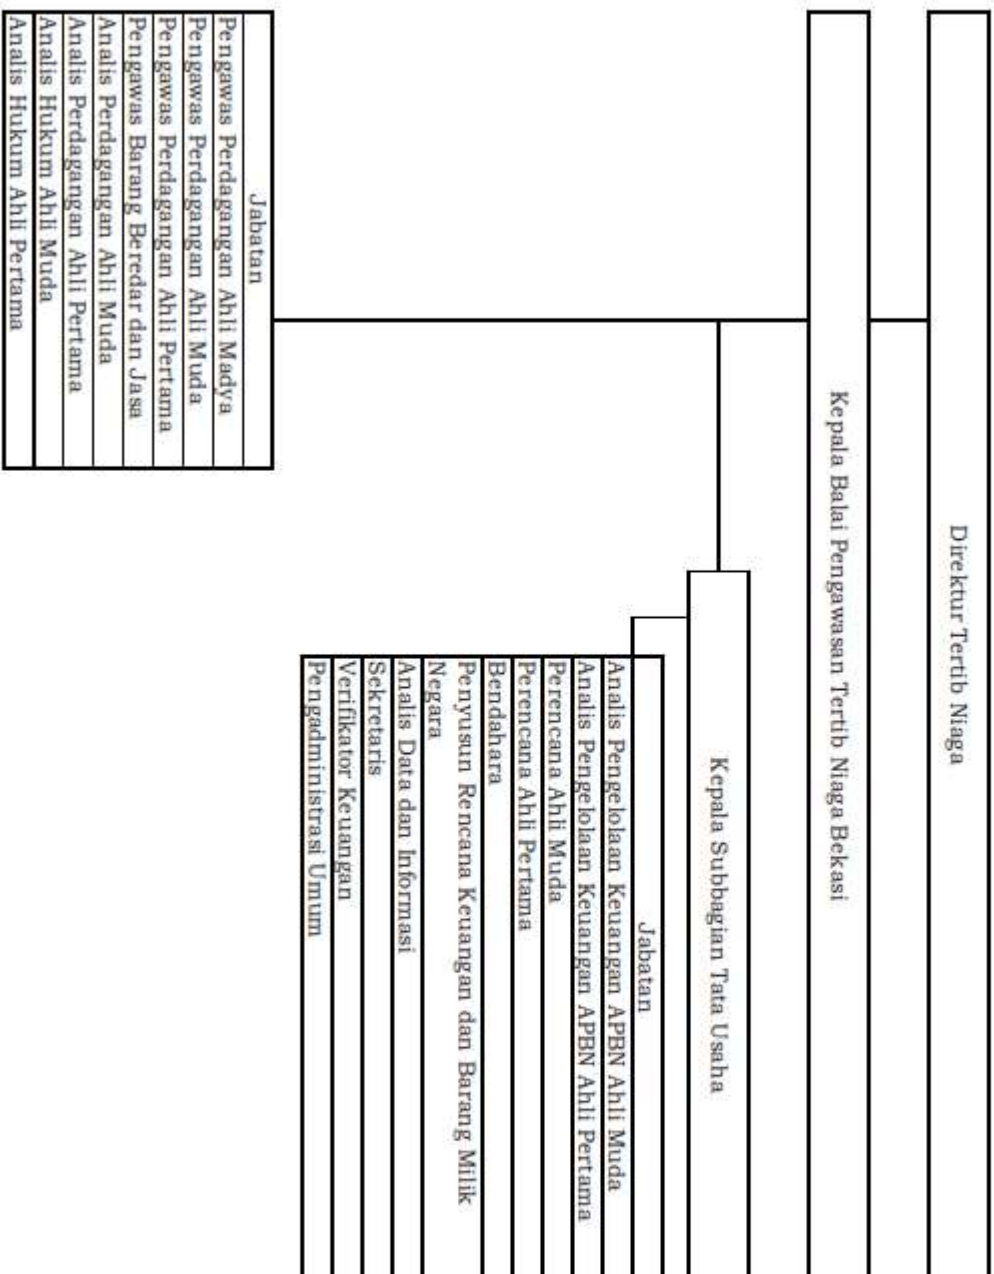 Direktur Tertib Niaga
Kepala Balai Pengawasan Tertib Niaga Bekasi
Kepala Subbagian Tata Usaha
Jabatan
Analis Pengelolaan Keuangan APBN Ahli Muda
Analis Pengelolaan Keuangan APBN Ahli Pertama
Perencana Ahli Muda
Perencana Ahli Pertama
Bendahara
Penyusun Rencana Keuangan dan Barang Milik
Negara
Analis Data dan Informasi
Sekretaris
Verifikator Keuangan
Pengadministrasi Umum
Jabatan
Pengawas Perdagangan Ahli Madya
Pengawas Perdagangan Ahli Muda
Pengawas Perdagangan Ahli Pertama
Pengawas Barang Beredar dan Jasa
Analis Perdagangan Ahli Muda
Analis Perdagangan Ahli Pertama
Analis Hukum Ahli Muda
Analis Hukum Ahli Pertama